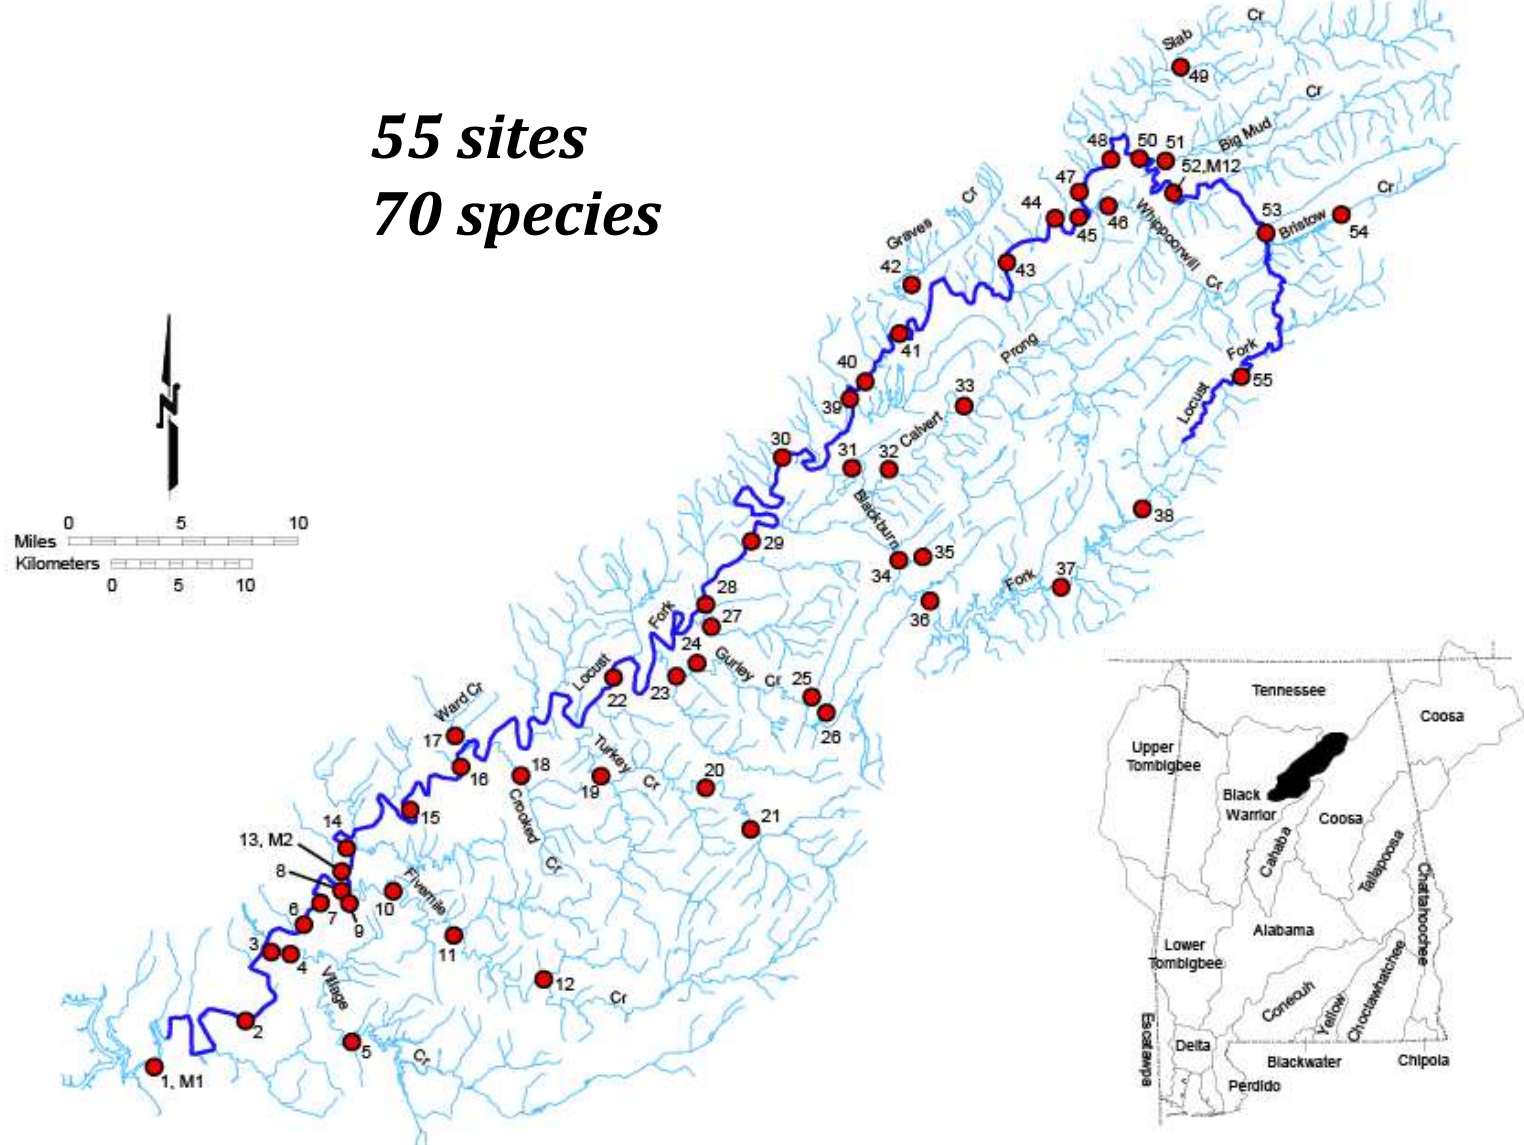 55 sites
70 species
Slab
Cr
49
Cr
Big Mud
48
50
51
52,M12
Cr
47
44
45
46
Whippoorwill
Cr
53
Bristow
54
Graves
Cr
42
43
41
Prong
40
39
33
Calvert
Fork
55
Locust
30
31
32
Blackburn
38
N
0 5 10
Miles
Kilometers
0 5 10
29
34
35
Fork
37
36
28
27
Fork
24
Gurley
Cr
25
26
Locust
22
23
Ward Cr
17
16
18
Turkey
Cr
19
20
21
Crooked
Cr
15
14
13, M2
8
7
9
10
Fivemile
6
3
4
11
12
Cr
Village
2
5
Cr
1, M1
Tennessee
Coosa
Upper
Tombigbee
Black
Warrior
Cahaba
Coosa
Tallapoosa
Chattahoochee
Alabama
Lower
Tombigbee
Conecuh
Yellow
Choctawhatchee
Escatawpa
Delta
Blackwater
Chipola
Perdido